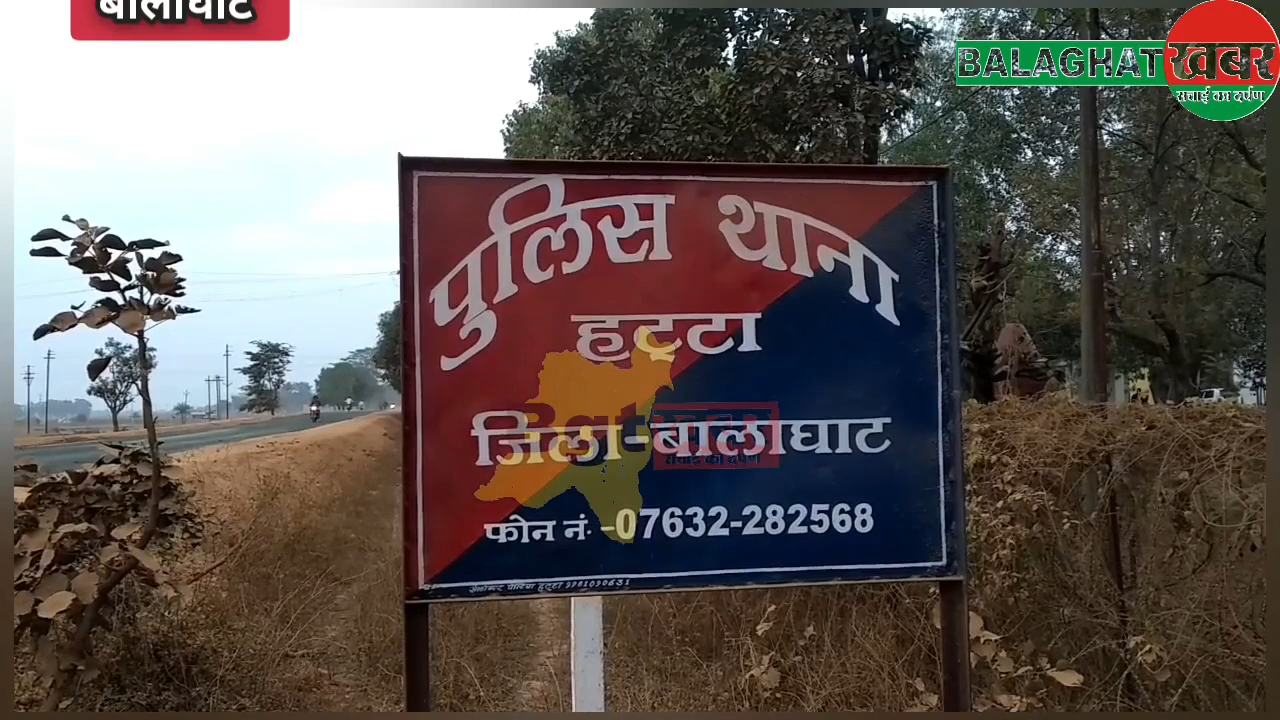 बालाघाट
BALAGHAT खबर
सच्चाई का दर्पण
पुलिस थाना
हट्टा
जिला-बालाघाट
फोन नं- -07632-282568